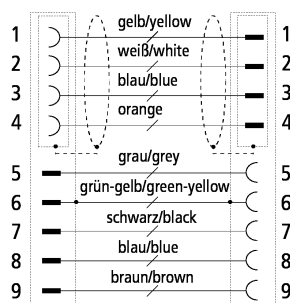 gelb/yellow
1 1
weiß/white
2 2
blau/blue
3 3
orange
4 4
grau/grey
5 5
grün-gelb/green-yellow
6 6
schwarz/black
7 7
blau/blue
8 8
braun/brown
9 9